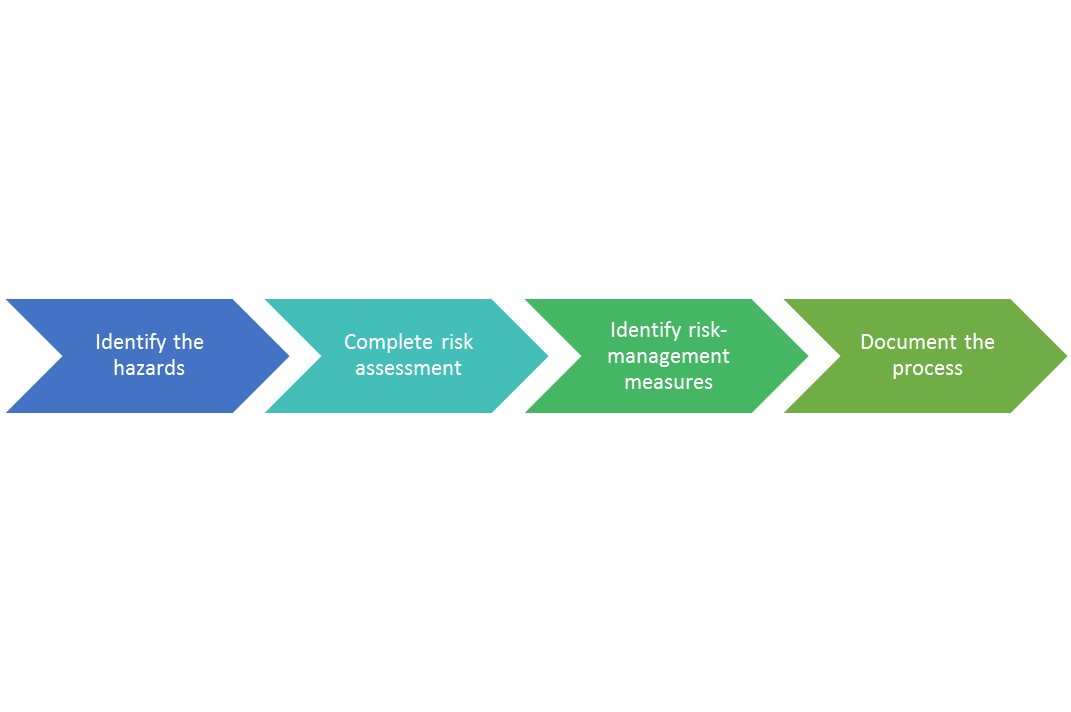 Identify the
hazards
Complete risk
assessment
Identify risk-
management
measures
Document the
process